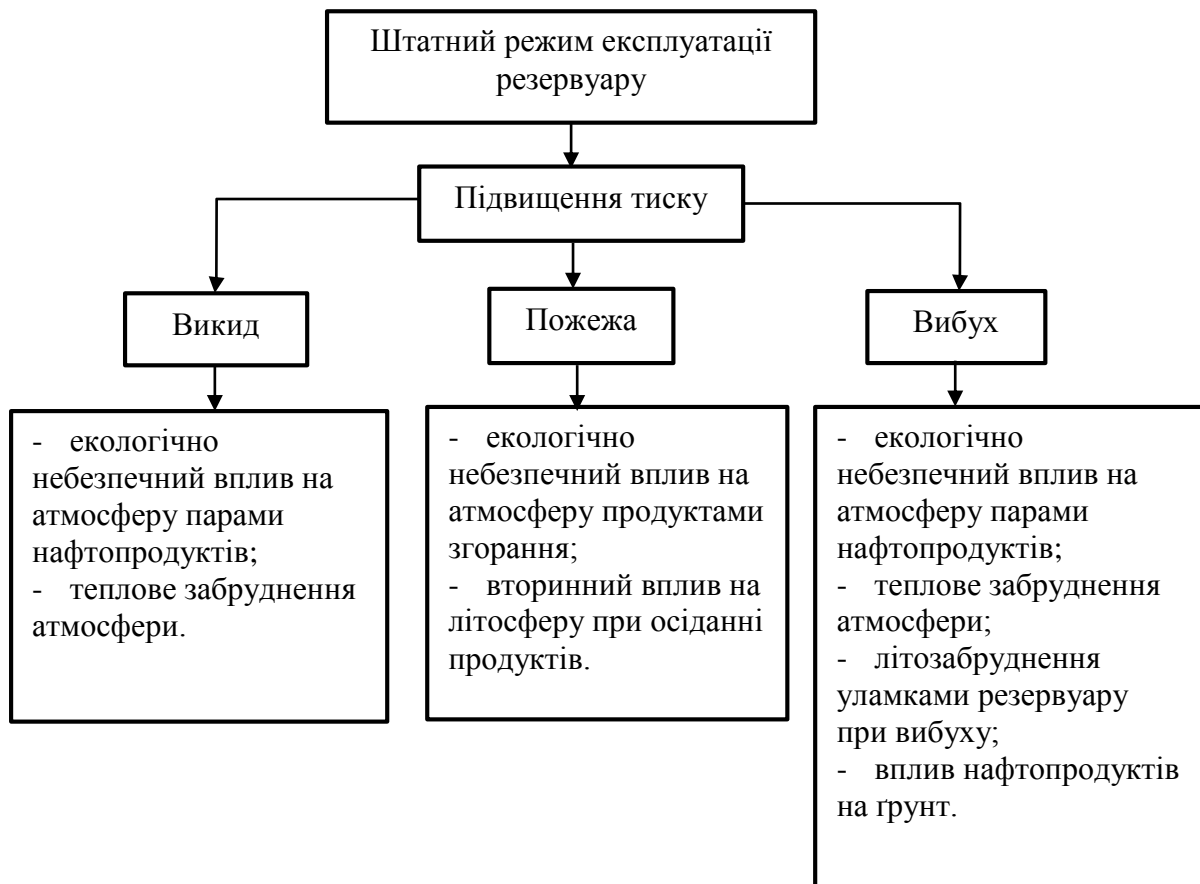 Штатний режим експлуатації
резервуару
Підвищення тиску
Викид
Пожежа
Вибух
- екологічно
небезпечний вплив на
атмосферу парами
нафтопродуктів;
- теплове забруднення
атмосфери.
- екологічно
небезпечний вплив на
атмосферу продуктами
згорання;
- вторинний вплив на
літосферу при осіданні
продуктів.
- екологічно
небезпечний вплив на
атмосферу парами
нафтопродуктів;
- теплове забруднення
атмосфери;
- літозабруднення
уламками резервуару
при вибуху;
- вплив нафтопродуктів
на ґрунт.